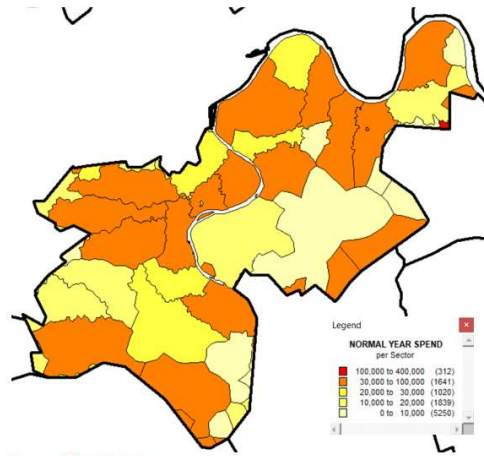 Legend
NORMAL YEAR SPEND
per Sector
100,000 to 400,000 (312)
30,000 to 100,000 (1641)
20,000 to 30,000 (1020)
10,000 to 20,000 (1839)
0 to 10,000 (5250)